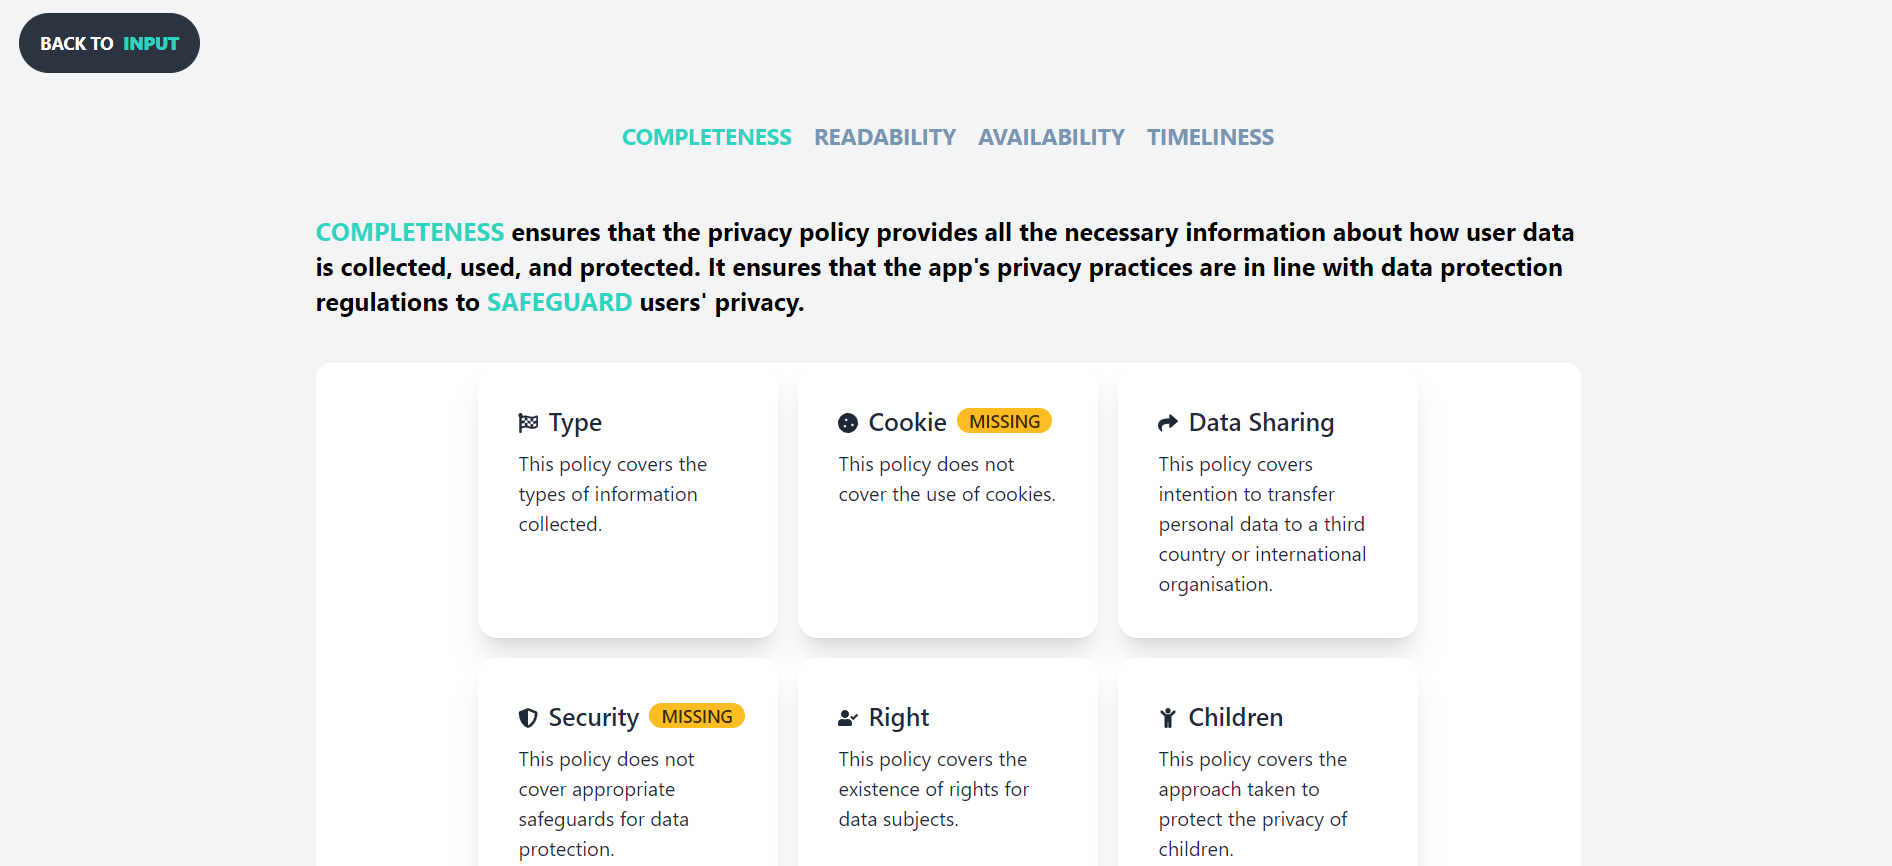 BACK TO INPUT
COMPLETENESS READABILITY AVAILABILITY TIMELINESS
COMPLETENESS ensures that the privacy policy provides all the necessary information about how user data
is collected, used, and protected. It ensures that the app's privacy practices are in line with data protection
regulations to SAFEGUARD users' privacy.
Type
This policy covers the
types of information
collected.
Cookie MISSING
This policy does not
cover the use of cookies.
Data Sharing
This policy covers
intention to transfer
personal data to a third
country or international
organisation.
Security MISSING
This policy does not
cover appropriate
safeguards for data
protection.
Right
This policy covers the
existence of rights for
data subjects.
Children
This policy covers the
approach taken to
protect the privacy of
children.